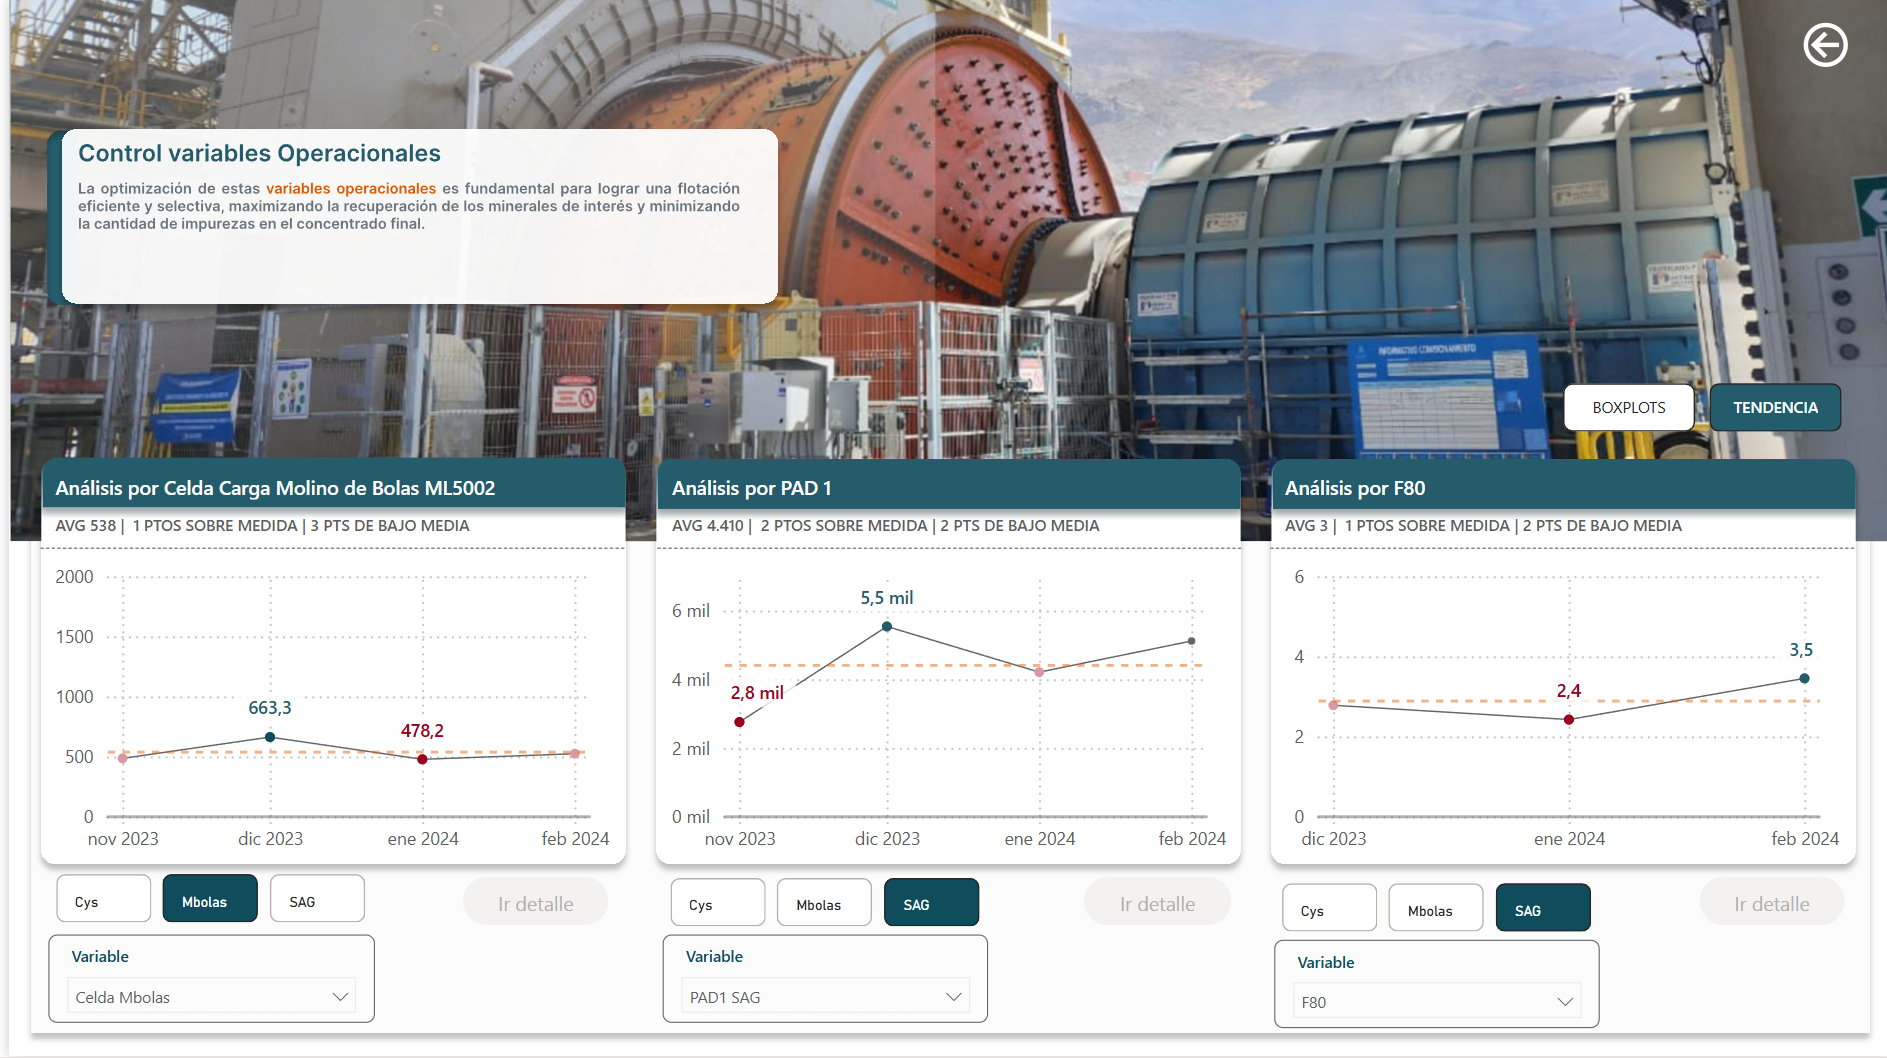 Control variables Operacionales
La optimización de estas variables operacionales es fundamental para lograr una flotación
eficiente y selectiva, maximizando la recuperación de los minerales de interés y minimizando
la cantidad de impurezas en el concentrado final.
INFORMATIVO COMISIONAMIENTO
BOXPLOTS
TENDENCIA
Análisis por Celda Carga Molino de Bolas ML5002
AVG 538 | 1 PTOS SOBRE MEDIDA | 3 PTS DE BAJO MEDIA
2000
1500
1000
500
0
663,3
478,2
nov 2023
dic 2023
ene 2024
feb 2024
Cys
Mbolas
SAG
Ir detalle
Variable
Celda Mbolas
Análisis por PAD 1
AVG 4.410 | 2 PTOS SOBRE MEDIDA | 2 PTS DE BAJO MEDIA
6 mil
4 mil
2 mil
0 mil
5,5 mil
2,8 mil
nov 2023
dic 2023
ene 2024
feb 2024
Cys
Mbolas
SAG
Ir detalle
Variable
PAD1 SAG
Análisis por F80
AVG 3 | 1 PTOS SOBRE MEDIDA | 2 PTS DE BAJO MEDIA
6
4
2
0
3,5
2,4
dic 2023
ene 2024
feb 2024
Cys
Mbolas
SAG
Ir detalle
Variable
F80